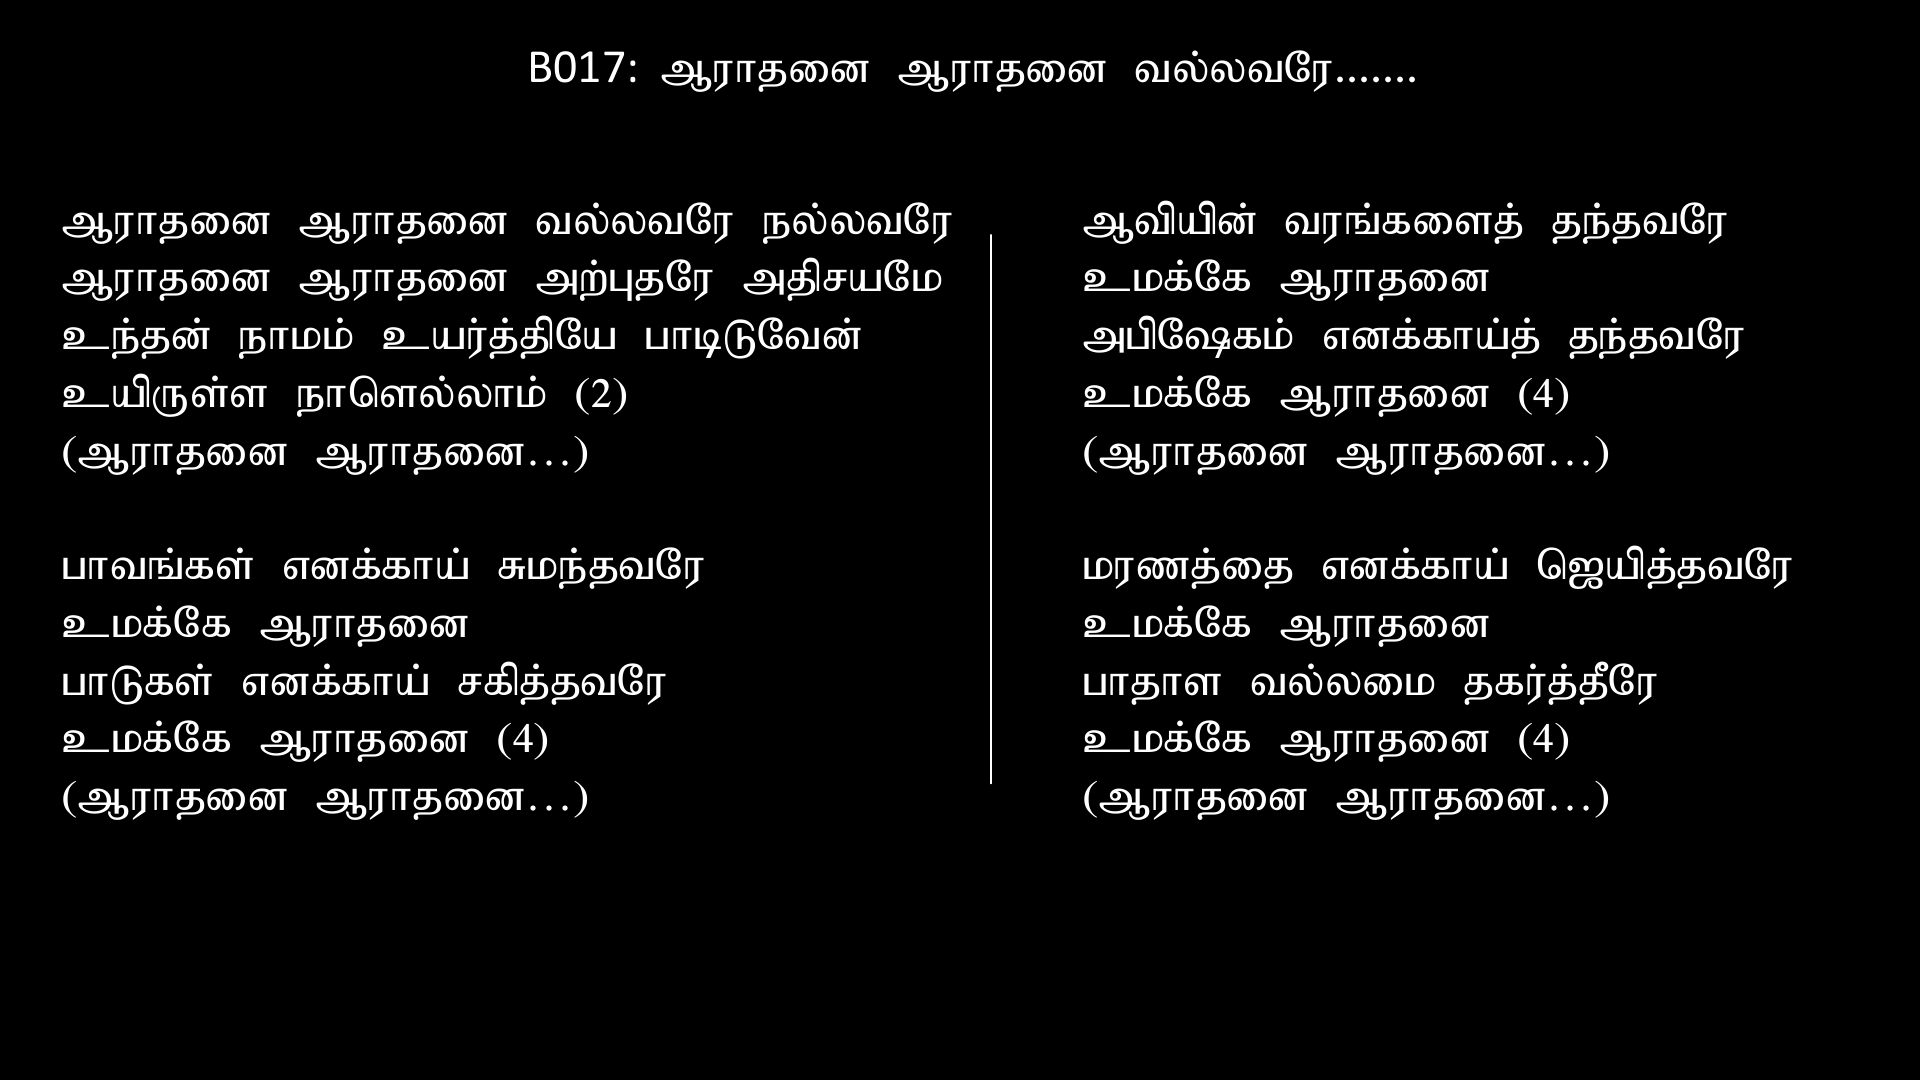 B017: ஆராதனை ஆராதனை வல்லவரே.......
ஆராதனை ஆராதனை வல்லவரே நல்லவரே
ஆராதனை ஆராதனை அற்புதரே அதிசயமே
உந்தன் நாமம் உயர்த்தியே பாடிடுவேன்
உயிருள்ள நாளெல்லாம் (2)
(ஆராதனை ஆராதனை...)
பாவங்கள் எனக்காய் சுமந்தவரே
உமக்கே ஆராதனை
பாடுகள் எனக்காய் சகித்தவரே
உமக்கே ஆராதனை (4)
(ஆராதனை ஆராதனை...)
ஆவியின் வரங்களைத் தந்தவரே
உமக்கே ஆராதனை
அபிஷேகம் எனக்காய்த் தந்தவரே
உமக்கே ஆராதனை (4)
(ஆராதனை ஆராதனை...)
மரணத்தை எனக்காய் ஜெயித்தவரே
உமக்கே ஆராதனை
பாதாள வல்லமை தகர்த்தீரே
உமக்கே ஆராதனை (4)
(ஆராதனை ஆராதனை...)